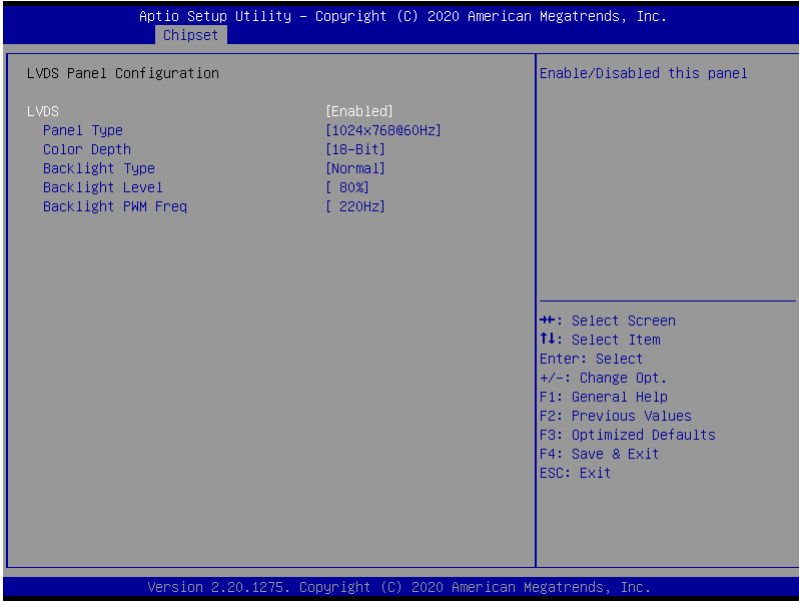 Aptio Setup Utility – Copyright (C) 2020 American Megatrends, Inc.
Chipset
LVDS Panel Configuration
LVDS [Enabled]
Panel Type [1024x768@60Hz]
Color Depth [18-Bit]
Backlight Type [Normal]
Backlight Level [ 80%]
Backlight PWM Freq [ 220Hz]
Enable/Disabled this panel
→←: Select Screen
↑↓: Select Item
Enter: Select
+/-: Change Opt.
F1: General Help
F2: Previous Values
F3: Optimized Defaults
F4: Save & Exit
ESC: Exit
Version 2.20.1275. Copyright (C) 2020 American Megatrends, Inc.